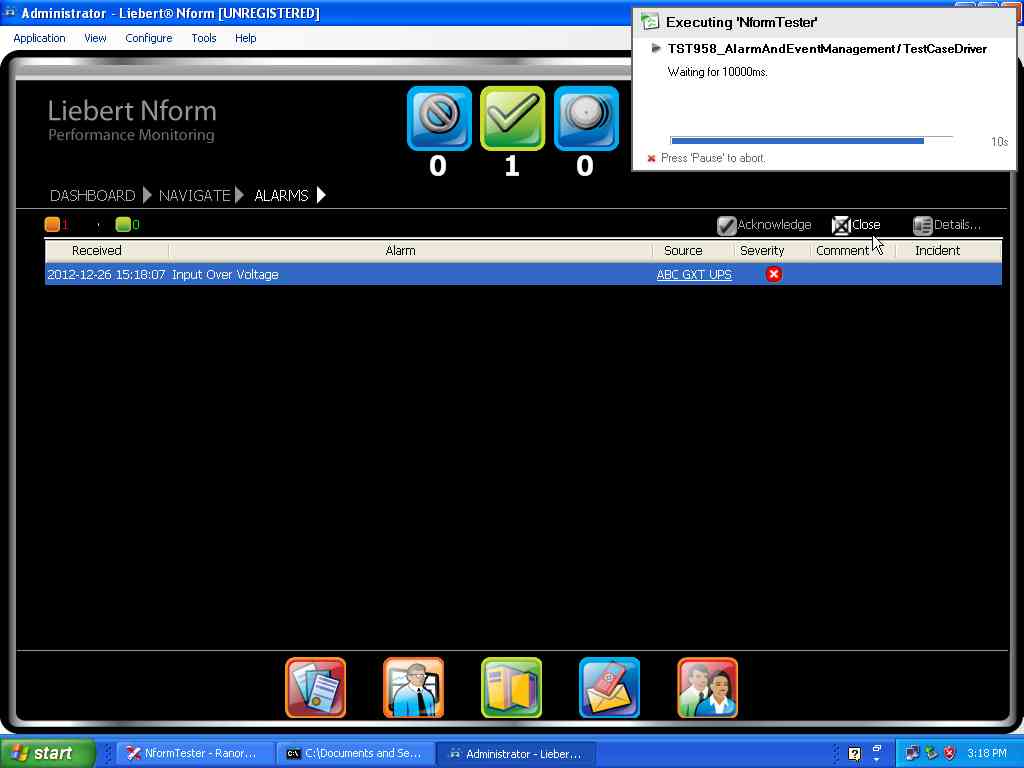 Administrator - Liebert® Nform [UNREGISTERED]
Application View Configure Tools Help
Executing 'NformTester'
TST958_AlarmAndEventManagement/TestCaseDriver
Waiting for 10000ms.
10s
Press 'Pause' to abort.
Liebert Nform
Performance Monitoring
0 1 0
DASHBOARD NAVIGATE ALARMS
1 0 Acknowledge Close Details...
Received Alarm Source Severity Comment Incident
2012-12-26 15:18:07 Input Over Voltage ABC GXT UPS
start NformTester - Ranor... C:\Documents and Se... Administrator - Lieber... 3:18 PM